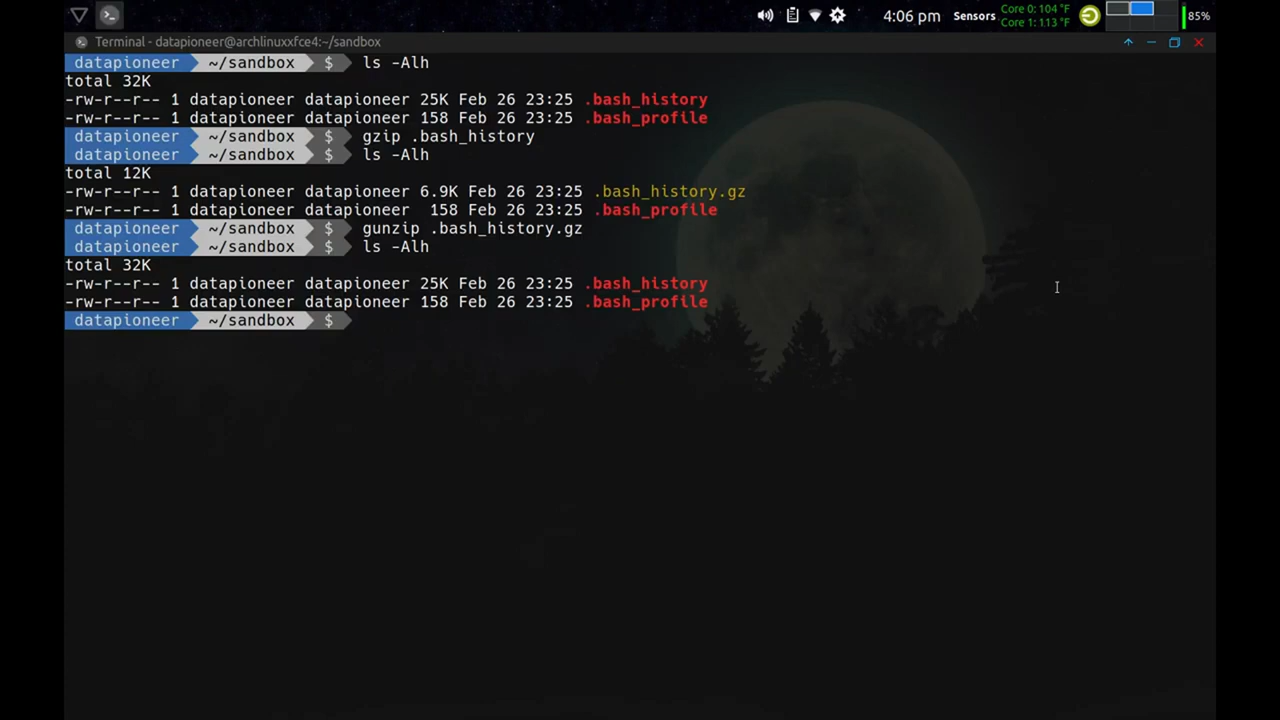 4:06 pm Sensors Core 0: 104 °F 85%
Core 1: 113 °F
Terminal - datapioneer@archlinuxxfce4:~/sandbox
datapioneer ~/sandbox $ ls -Alh
total 32K
-rw-r--r-- 1 datapioneer datapioneer 25K Feb 26 23:25 .bash_history
-rw-r--r-- 1 datapioneer datapioneer 158 Feb 26 23:25 .bash_profile
datapioneer ~/sandbox $ gzip .bash_history
datapioneer ~/sandbox $ ls -Alh
total 12K
-rw-r--r-- 1 datapioneer datapioneer 6.9K Feb 26 23:25 .bash_history.gz
-rw-r--r-- 1 datapioneer datapioneer  158 Feb 26 23:25 .bash_profile
datapioneer ~/sandbox $ gunzip .bash_history.gz
datapioneer ~/sandbox $ ls -Alh
total 32K
-rw-r--r-- 1 datapioneer datapioneer 25K Feb 26 23:25 .bash_history
-rw-r--r-- 1 datapioneer datapioneer 158 Feb 26 23:25 .bash_profile
datapioneer ~/sandbox $